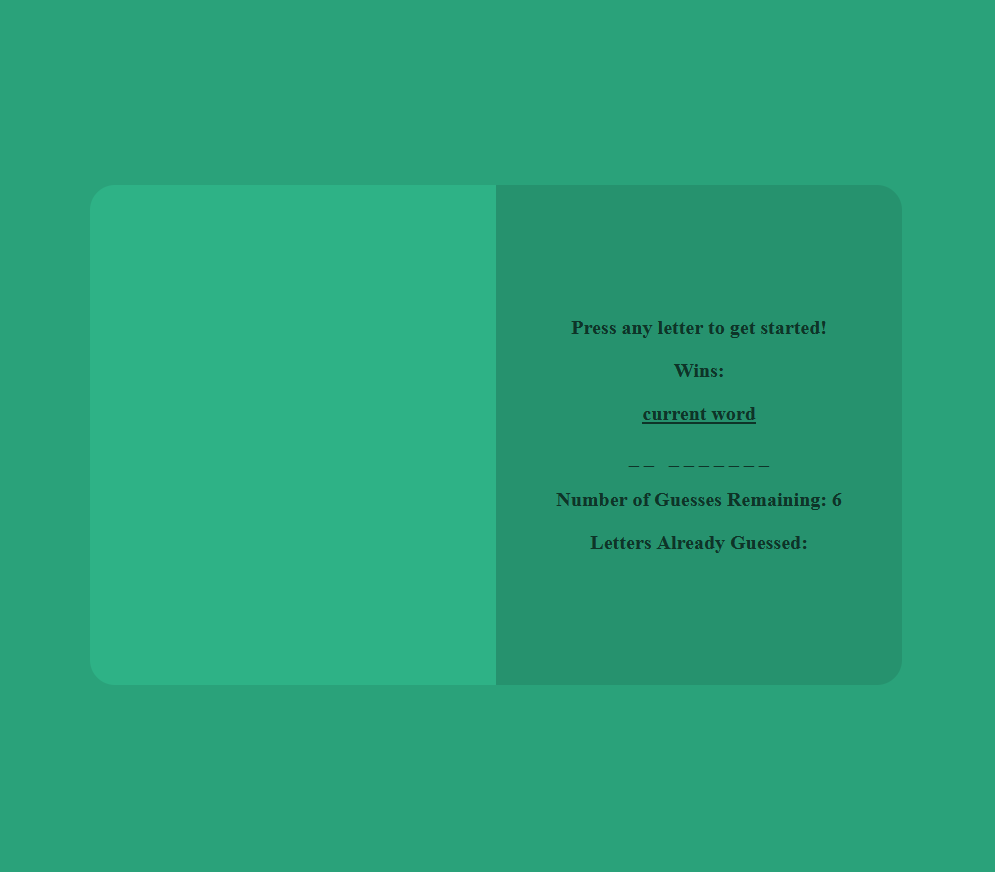 Press any letter to get started!
Wins:
current word
_ _  _ _ _ _ _ _ _
Number of Guesses Remaining: 6
Letters Already Guessed: